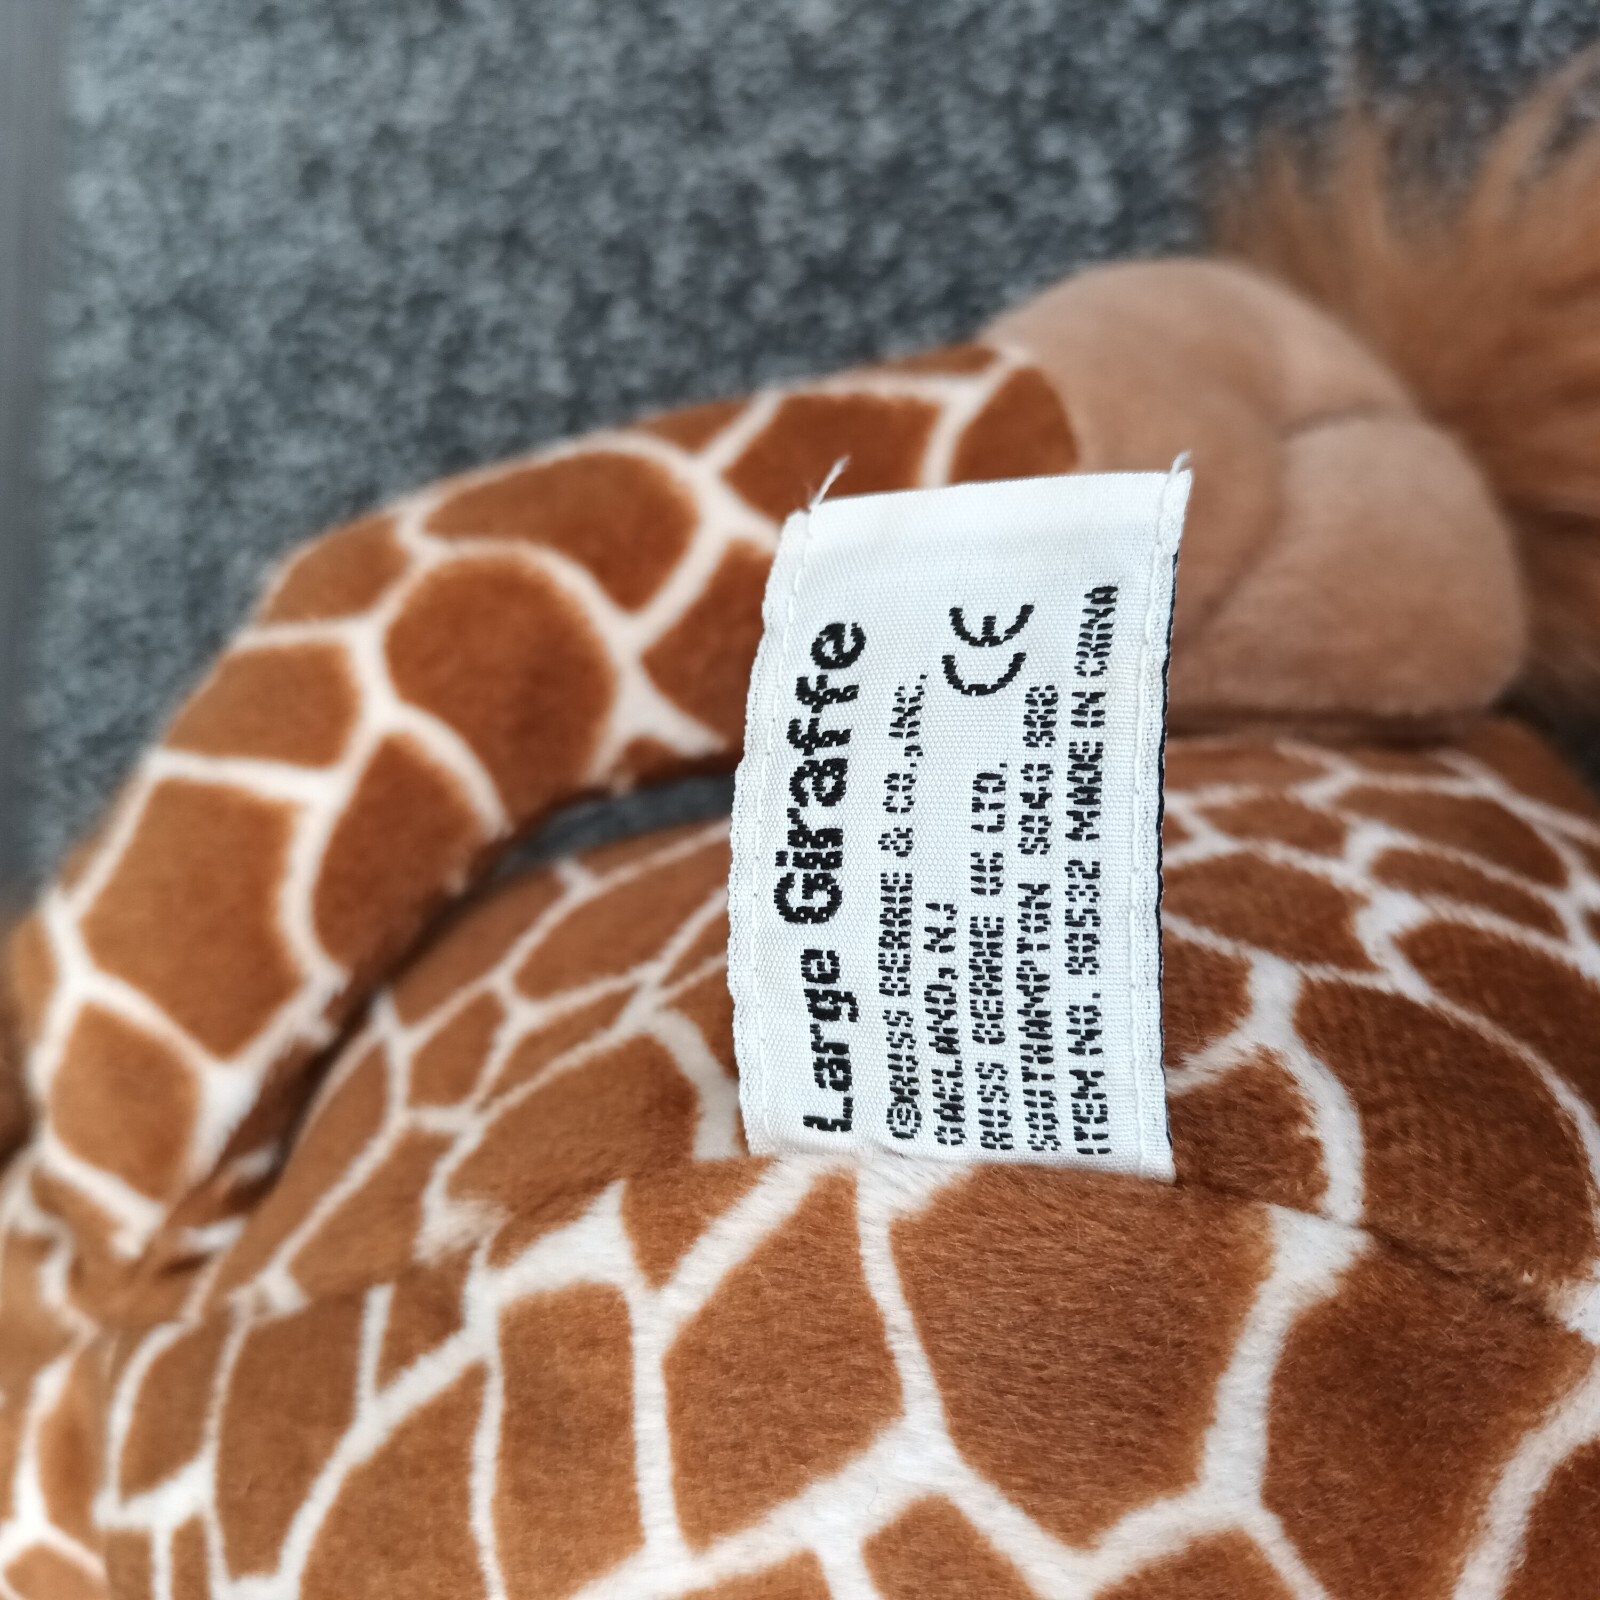 Large Giraffe
©RUSS BERRIE & CO.,INC.
OAKLAND, NJ
RUSS BERRIE UK LTD.
CE
SOUTHAMPTON SO40 3RE
ITEM NO. 30532 MADE IN CHINA